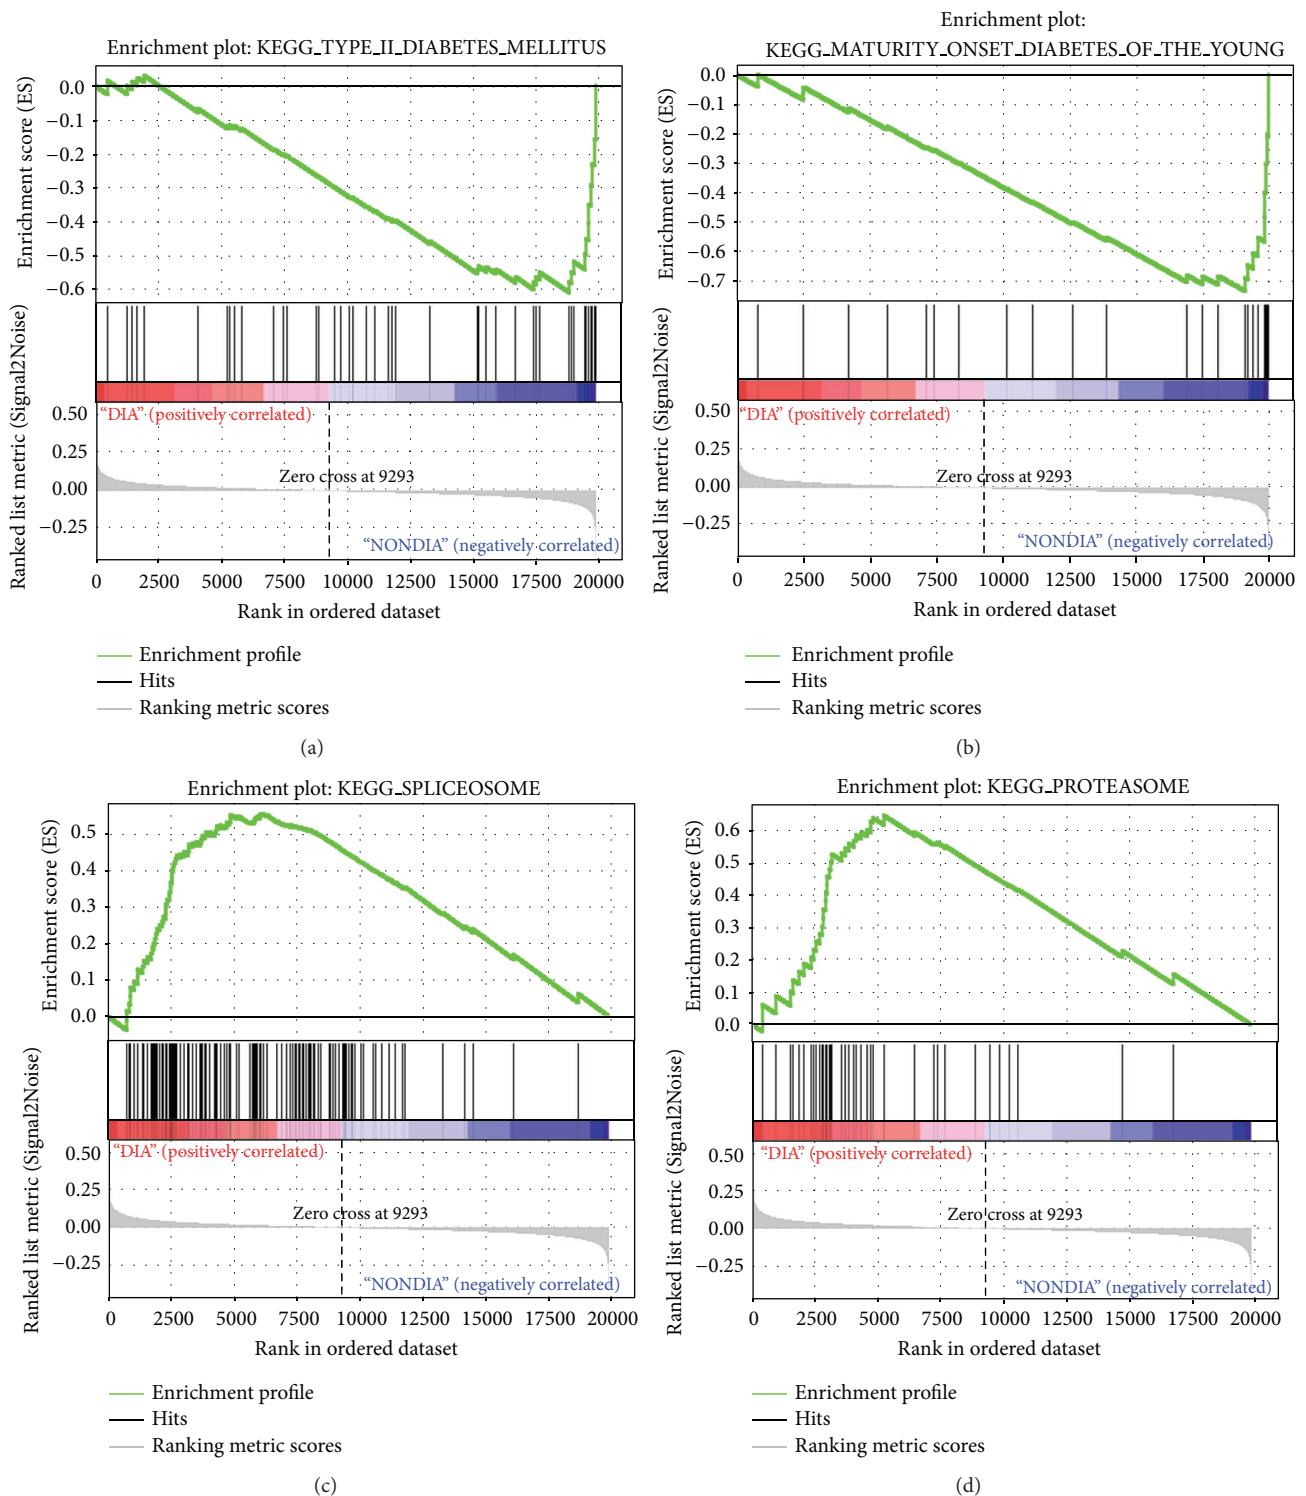 Enrichment plot: KEGG_TYPE_II_DIABETES_MELLITUS
Enrichment score (ES)
0.0
−0.1
−0.2
−0.3
−0.4
−0.5
−0.6
Ranked list metric (Signal2Noise)
0.50
0.25
0.00
−0.25
“DIA” (positively correlated)
Zero cross at 9293
“NONDIA” (negatively correlated)
0 2500 5000 7500 10000 12500 15000 17500 20000
Rank in ordered dataset
Enrichment profile
Hits
Ranking metric scores
(a)
Enrichment plot:
KEGG_MATURITY_ONSET_DIABETES_OF_THE_YOUNG
Enrichment score (ES)
0.0
−0.1
−0.2
−0.3
−0.4
−0.5
−0.6
−0.7
Ranked list metric (Signal2Noise)
0.50
0.25
0.00
−0.25
“DIA” (positively correlated)
Zero cross at 9293
“NONDIA” (negatively correlated)
0 2500 5000 7500 10000 12500 15000 17500 20000
Rank in ordered dataset
Enrichment profile
Hits
Ranking metric scores
(b)
Enrichment plot: KEGG_SPLICEOSOME
Enrichment score (ES)
0.5
0.4
0.3
0.2
0.1
0.0
Ranked list metric (Signal2Noise)
0.50
0.25
0.00
−0.25
“DIA” (positively correlated)
Zero cross at 9293
“NONDIA” (negatively correlated)
0 2500 5000 7500 10000 12500 15000 17500 20000
Rank in ordered dataset
Enrichment profile
Hits
Ranking metric scores
(c)
Enrichment plot: KEGG_PROTEASOME
Enrichment score (ES)
0.6
0.5
0.4
0.3
0.2
0.1
0.0
Ranked list metric (Signal2Noise)
0.50
0.25
0.00
−0.25
“DIA” (positively correlated)
Zero cross at 9293
“NONDIA” (negatively correlated)
0 2500 5000 7500 10000 12500 15000 17500 20000
Rank in ordered dataset
Enrichment profile
Hits
Ranking metric scores
(d)